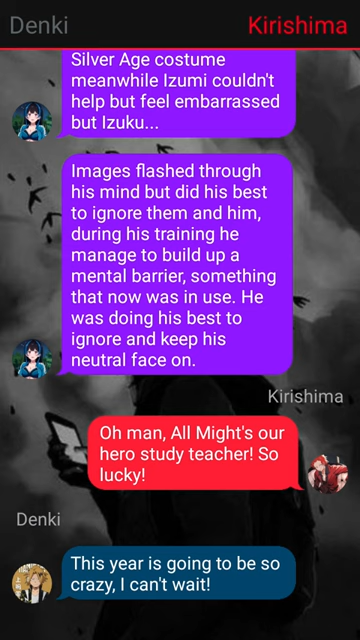 Denki
Kirishima
Silver Age costume
meanwhile Izumi couldn't
help but feel embarrassed
but Izuku...
Images flashed through
his mind but did his best
to ignore them and him,
during his training he
manage to build up a
mental barrier, something
that now was in use. He
was doing his best to
ignore and keep his
neutral face on.
Kirishima
Oh man, All Might's our
hero study teacher! So
lucky!
Denki
This year is going to be so
crazy, I can't wait!